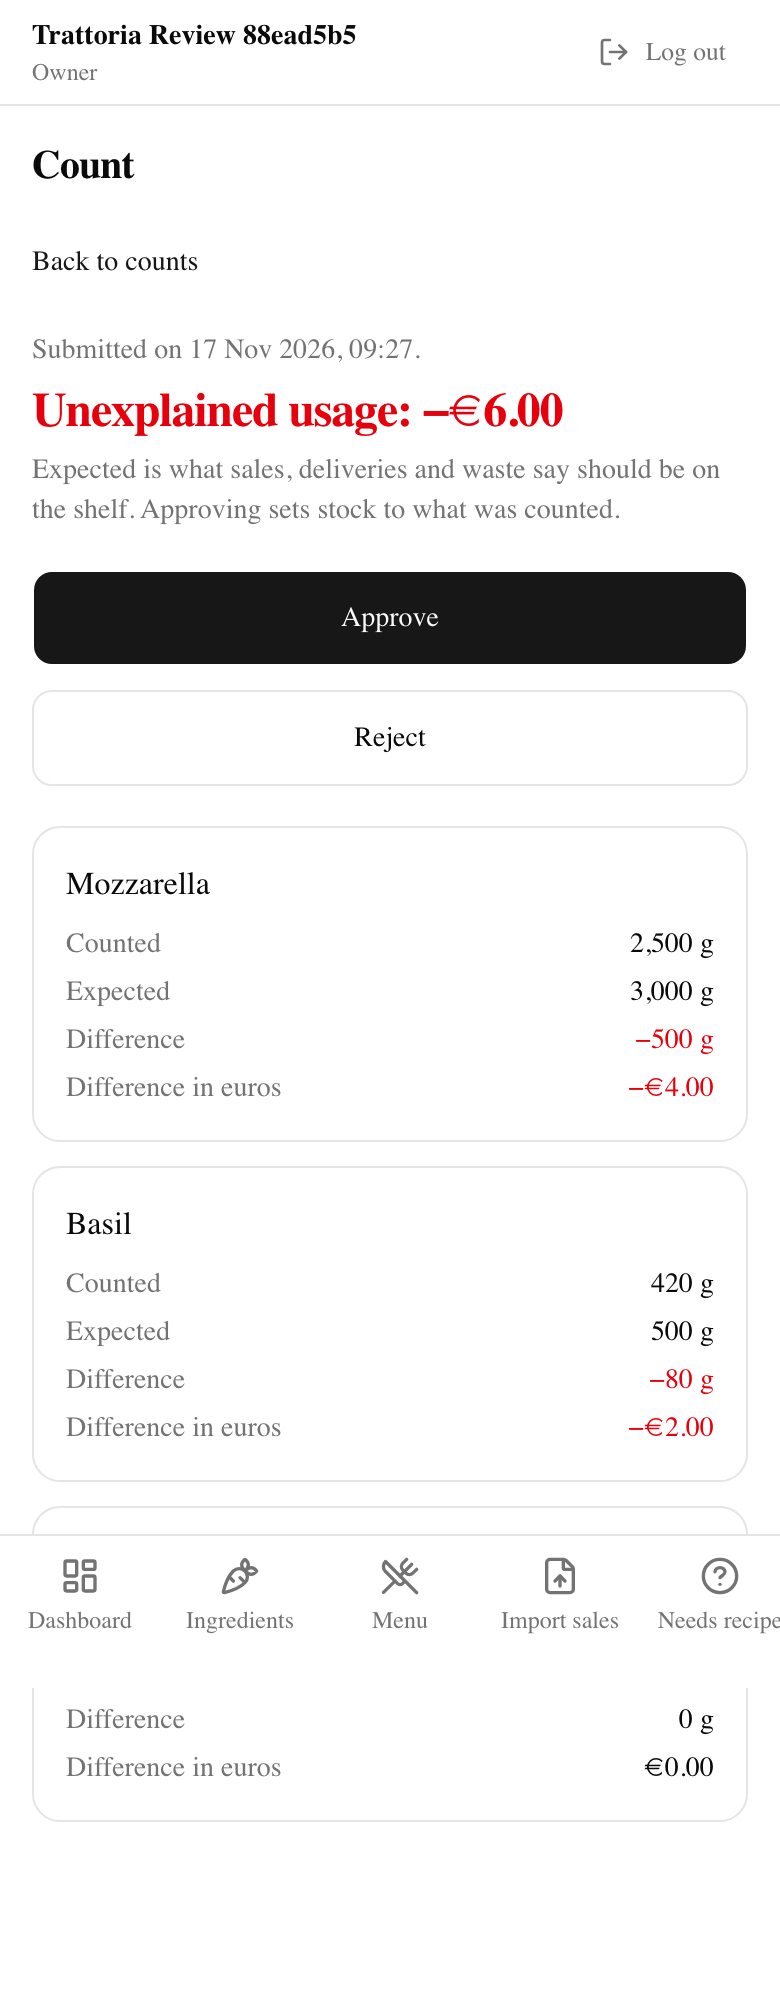 Trattoria Review 88ead5b5
Owner
Log out
Count
Back to counts
Submitted on 17 Nov 2026, 09:27.
Unexplained usage: −€6.00
Expected is what sales, deliveries and waste say should be on
the shelf. Approving sets stock to what was counted.
Approve
Reject
Mozzarella
Counted 2,500 g
Expected 3,000 g
Difference −500 g
Difference in euros −€4.00
Basil
Counted 420 g
Expected 500 g
Difference −80 g
Difference in euros −€2.00
Dashboard Ingredients Menu Import sales Needs recipe
Difference 0 g
Difference in euros €0.00